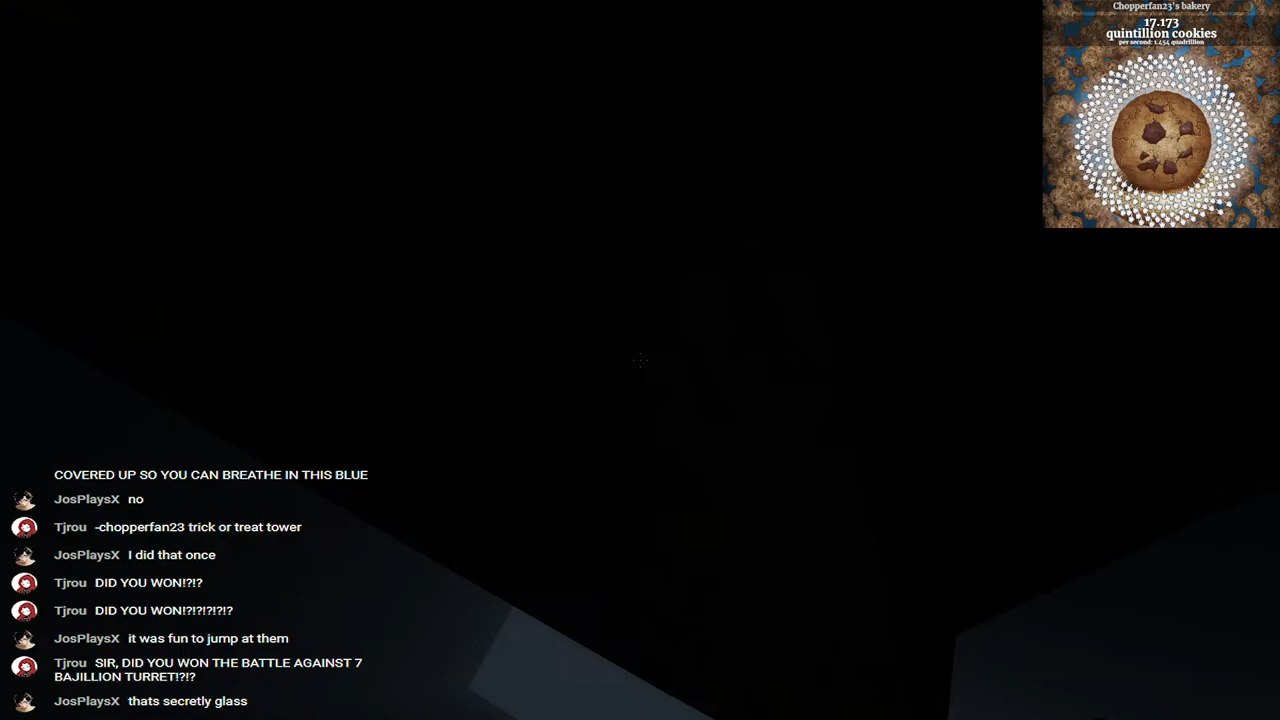 Chopperfan23's bakery
17.173
quintillion cookies
per second: 1.454 quadrillion
COVERED UP SO YOU CAN BREATHE IN THIS BLUE
JosPlaysX no
Tjrou -chopperfan23 trick or treat tower
JosPlaysX I did that once
Tjrou DID YOU WON!?!?
Tjrou DID YOU WON!?!?!?!?!?
JosPlaysX it was fun to jump at them
Tjrou SIR, DID YOU WON THE BATTLE AGAINST 7
BAJILLION TURRET!?!?
JosPlaysX thats secretly glass